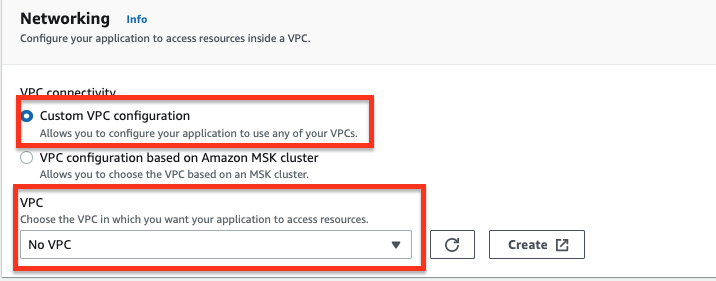 Networking Info
Configure your application to access resources inside a VPC.
VPC connectivity
Custom VPC configuration
Allows you to configure your application to use any of your VPCs.
VPC configuration based on Amazon MSK cluster
Allows you to choose the VPC based on an MSK cluster.
VPC
Choose the VPC in which you want your application to access resources.
No VPC Create